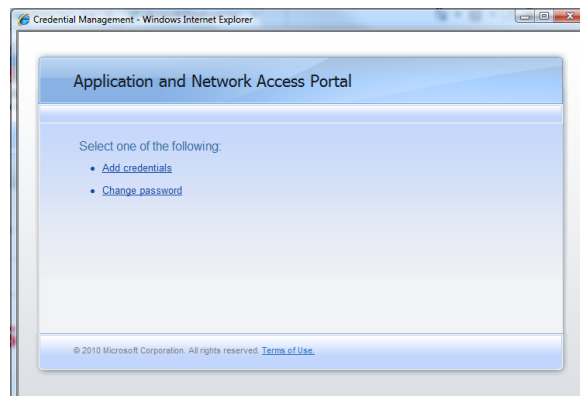 Credential Management - Windows Internet Explorer
Application and Network Access Portal
Select one of the following:
Add credentials
Change password
© 2010 Microsoft Corporation. All rights reserved. Terms of Use.